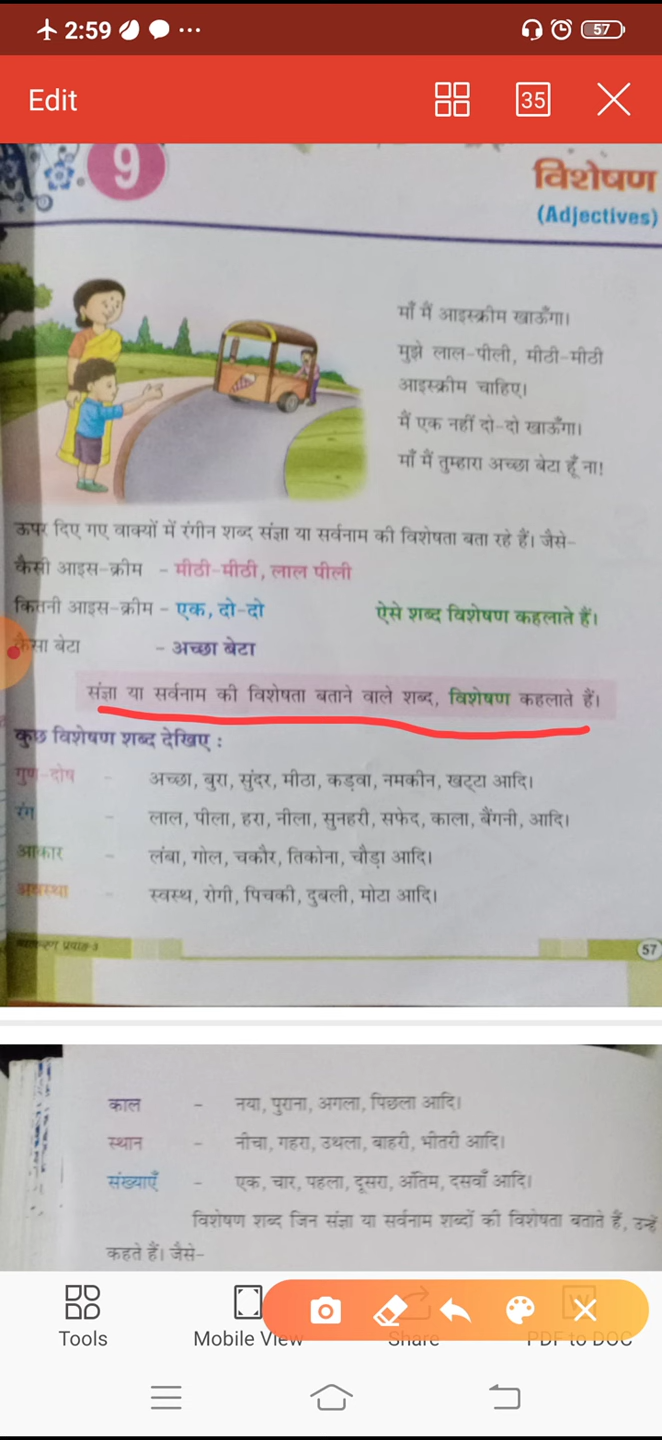 2:59
57
Edit
35
9
विशेषण
(Adjectives)
माँ मैं आइस्क्रीम खाऊँगा।
मुझे लाल-पीली, मीठी-मीठी
आइस्क्रीम चाहिए।
मैं एक नहीं दो-दो खाऊँगा।
माँ मैं तुम्हारा अच्छा बेटा हूँ ना!
ऊपर दिए गए वाक्यों में रंगीन शब्द संज्ञा या सर्वनाम की विशेषता बता रहे हैं। जैसे-
कैसी आइस-क्रीम - मीठी-मीठी, लाल पीली
कितनी आइस-क्रीम - एक, दो-दो ऐसे शब्द विशेषण कहलाते हैं।
कैसा बेटा - अच्छा बेटा
संज्ञा या सर्वनाम की विशेषता बताने वाले शब्द, विशेषण कहलाते हैं।
कुछ विशेषण शब्द देखिए :
गुण-दोष - अच्छा, बुरा, सुंदर, मीठा, कड़वा, नमकीन, खट्टा आदि।
रंग - लाल, पीला, हरा, नीला, सुनहरी, सफेद, काला, बैंगनी, आदि।
आकार - लंबा, गोल, चकौर, तिकोना, चौड़ा आदि।
अवस्था - स्वस्थ, रोगी, पिचकी, दुबली, मोटा आदि।
57
काल - नया, पुराना, अगला, पिछला आदि।
स्थान - नीचा, गहरा, उथला, बाहरी, भीतरी आदि।
संख्याएँ - एक, चार, पहला, दूसरा, अंतिम, दसवाँ आदि।
विशेषण शब्द जिन संज्ञा या सर्वनाम शब्दों की विशेषता बताते हैं, उन्हें
कहते हैं। जैसे-
Tools
Mobile View
Share
PDF to DOC